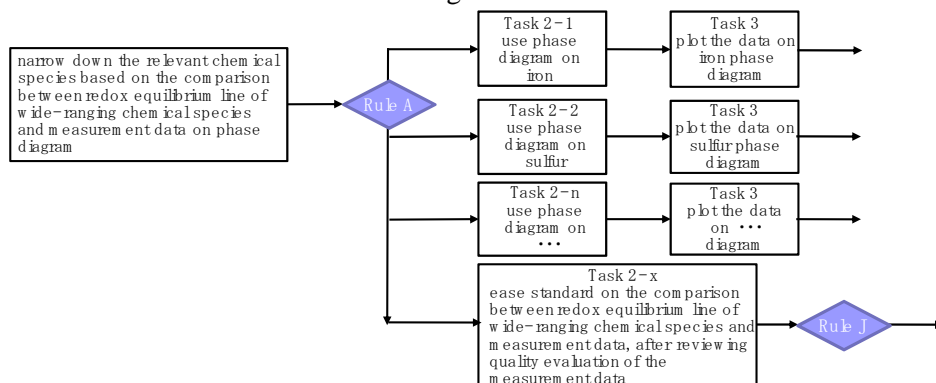 narrow down the relevant chemical
species based on the comparison
between redox equilibrium line of
wide-ranging chemical species
and measurement data on phase
diagram
Rule A
Task 2-1
use phase
diagram on
iron
Task 3
plot the data on
iron phase
diagram
Task 2-2
use phase
diagram on
sulfur
Task 3
plot the data on
sulfur phase
diagram
Task 2-n
use phase
diagram on
...
Task 3
plot the data
on ...
diagram
Task 2-x
ease standard on the comparison
between redox equilibrium line of
wide-ranging chemical species and
measurement data, after reviewing
quality evaluation of the
measurement data
Rule J